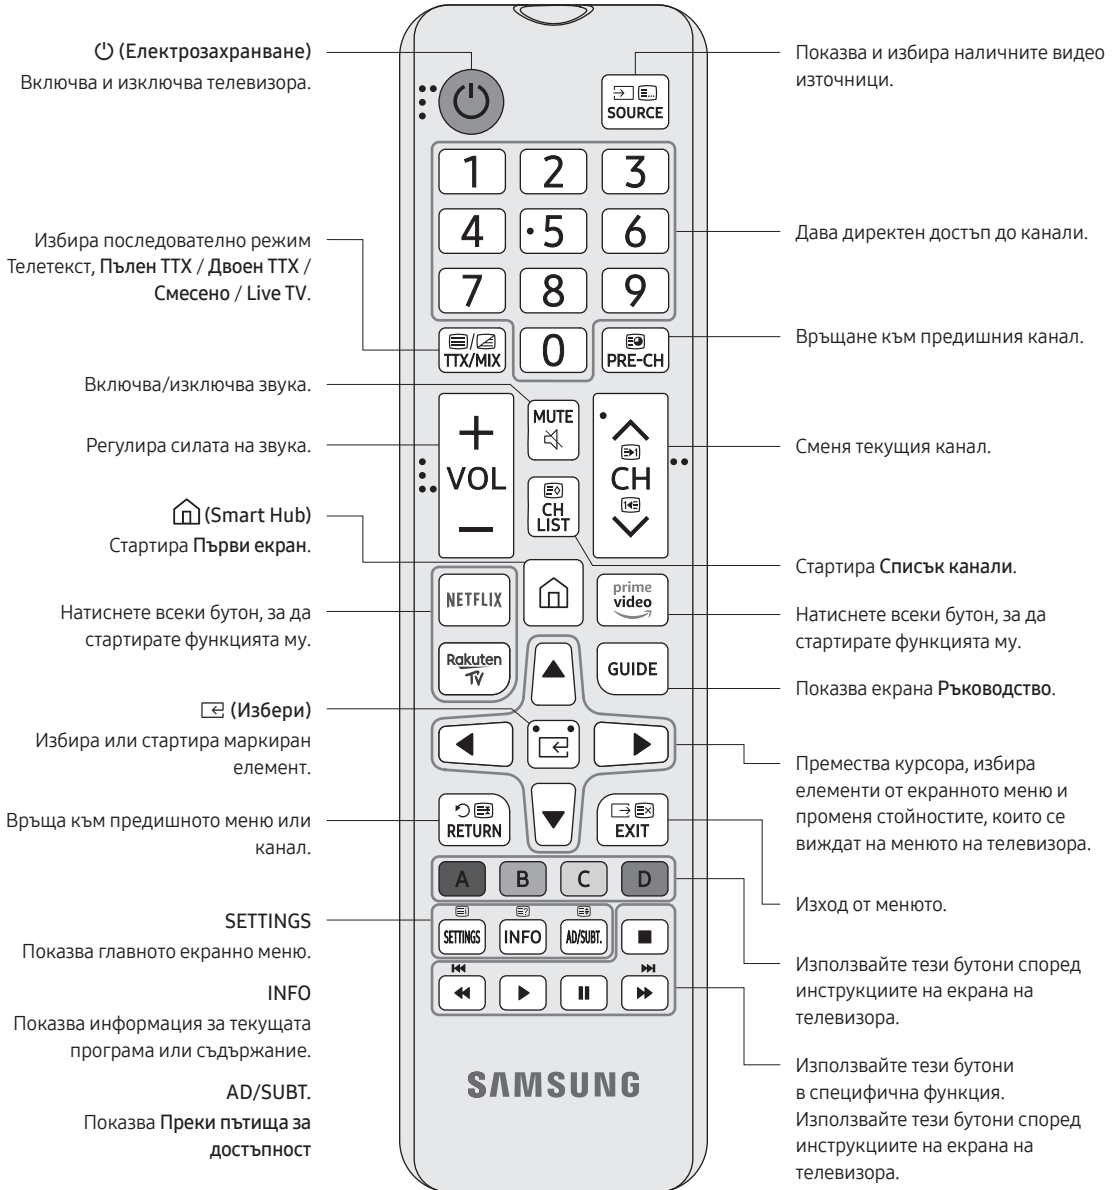 (Електрозахранване)
Включва и изключва телевизора.
Избира последователно режим
Телетекст, Пълен TTX / Двоен TTX /
Смесено / Live TV.
Включва/изключва звука.
Регулира силата на звука.
(Smart Hub)
Стартира Първи екран.
Натиснете всеки бутон, за да
стартирате функцията му.
(Избери)
Избира или стартира маркиран
елемент.
Връща към предишното меню или
канал.
SETTINGS
Показва главното екранно меню.
INFO
Показва информация за текущата
програма или съдържание.
AD/SUBT.
Показва Преки пътища за
достъпност
SOURCE
1 2 3
4 5 6
7 8 9
TTX/MIX 0 PRE-CH
+
VOL
—
MUTE
CH
LIST
CH
NETFLIX
prime
video
Rakuten
TV
GUIDE
RETURN
EXIT
A B C D
SETTINGS INFO AD/SUBT.
SAMSUNG
Показва и избира наличните видео
източници.
Дава директен достъп до канали.
Връщане към предишния канал.
Сменя текущия канал.
Стартира Списък канали.
Натиснете всеки бутон, за да
стартирате функцията му.
Показва екрана Ръководство.
Премества курсора, избира
елементи от екранното меню и
променя стойностите, които се
виждат на менюто на телевизора.
Изход от менюто.
Използвайте тези бутони според
инструкциите на екрана на
телевизора.
Използвайте тези бутони
в специфична функция.
Използвайте тези бутони според
инструкциите на екрана на
телевизора.